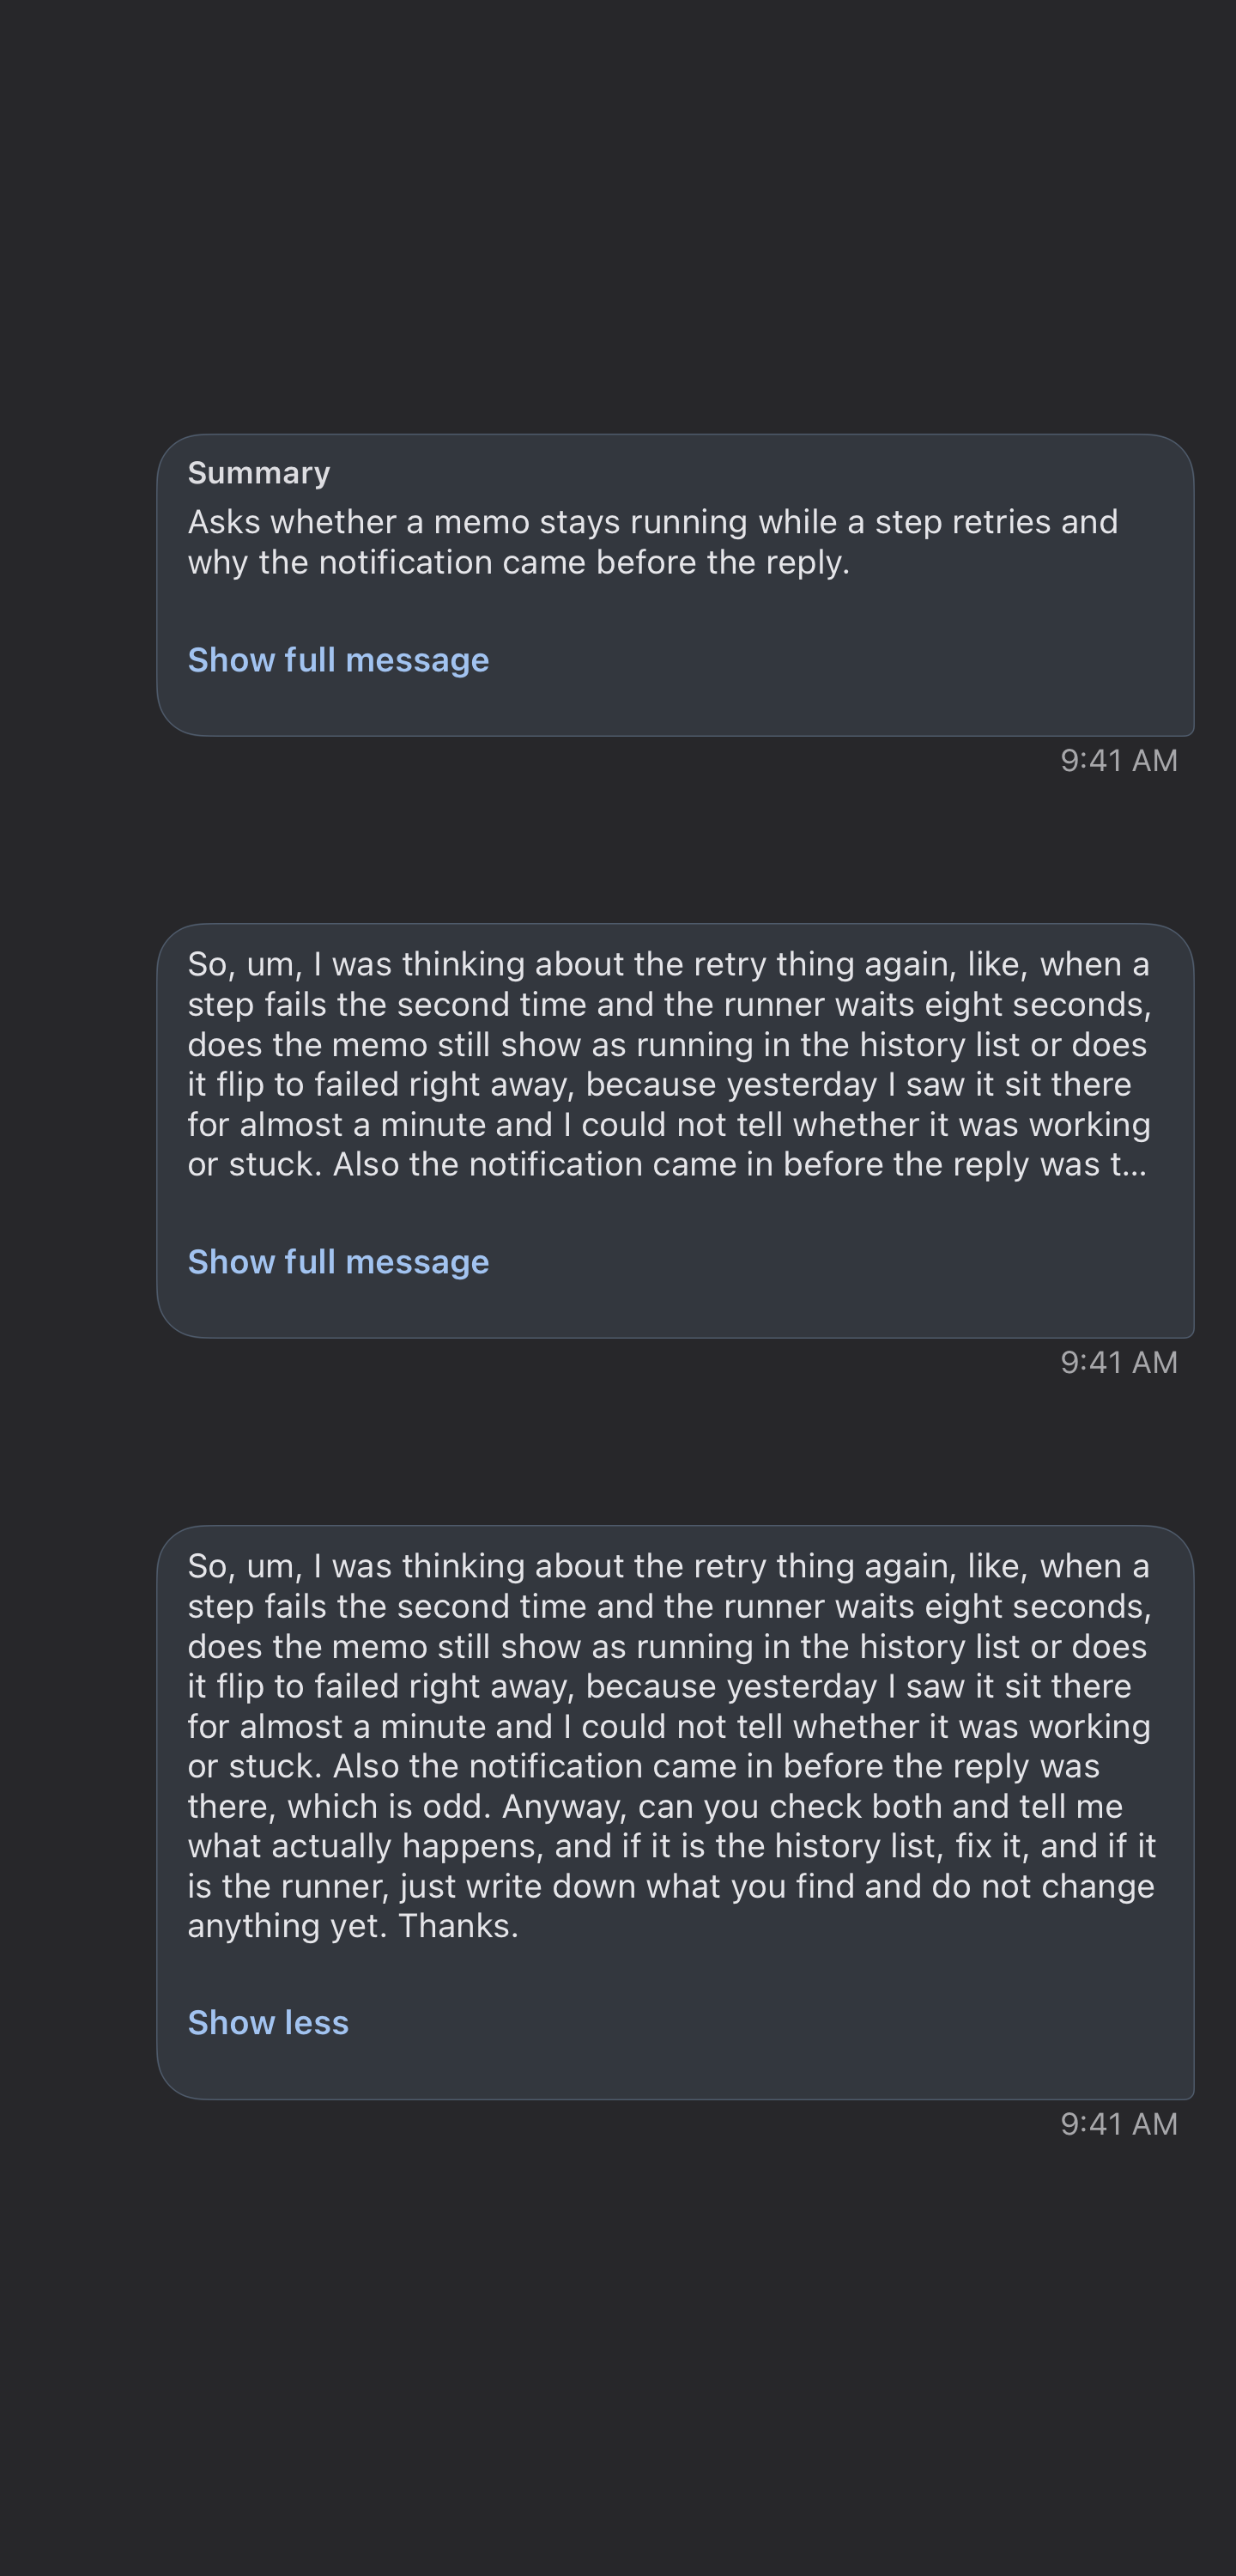 Summary
Asks whether a memo stays running while a step retries and
why the notification came before the reply.
Show full message
9:41 AM
So, um, I was thinking about the retry thing again, like, when a
step fails the second time and the runner waits eight seconds,
does the memo still show as running in the history list or does
it flip to failed right away, because yesterday I saw it sit there
for almost a minute and I could not tell whether it was working
or stuck. Also the notification came in before the reply was t...
Show full message
9:41 AM
So, um, I was thinking about the retry thing again, like, when a
step fails the second time and the runner waits eight seconds,
does the memo still show as running in the history list or does
it flip to failed right away, because yesterday I saw it sit there
for almost a minute and I could not tell whether it was working
or stuck. Also the notification came in before the reply was
there, which is odd. Anyway, can you check both and tell me
what actually happens, and if it is the history list, fix it, and if it
is the runner, just write down what you find and do not change
anything yet. Thanks.
Show less
9:41 AM